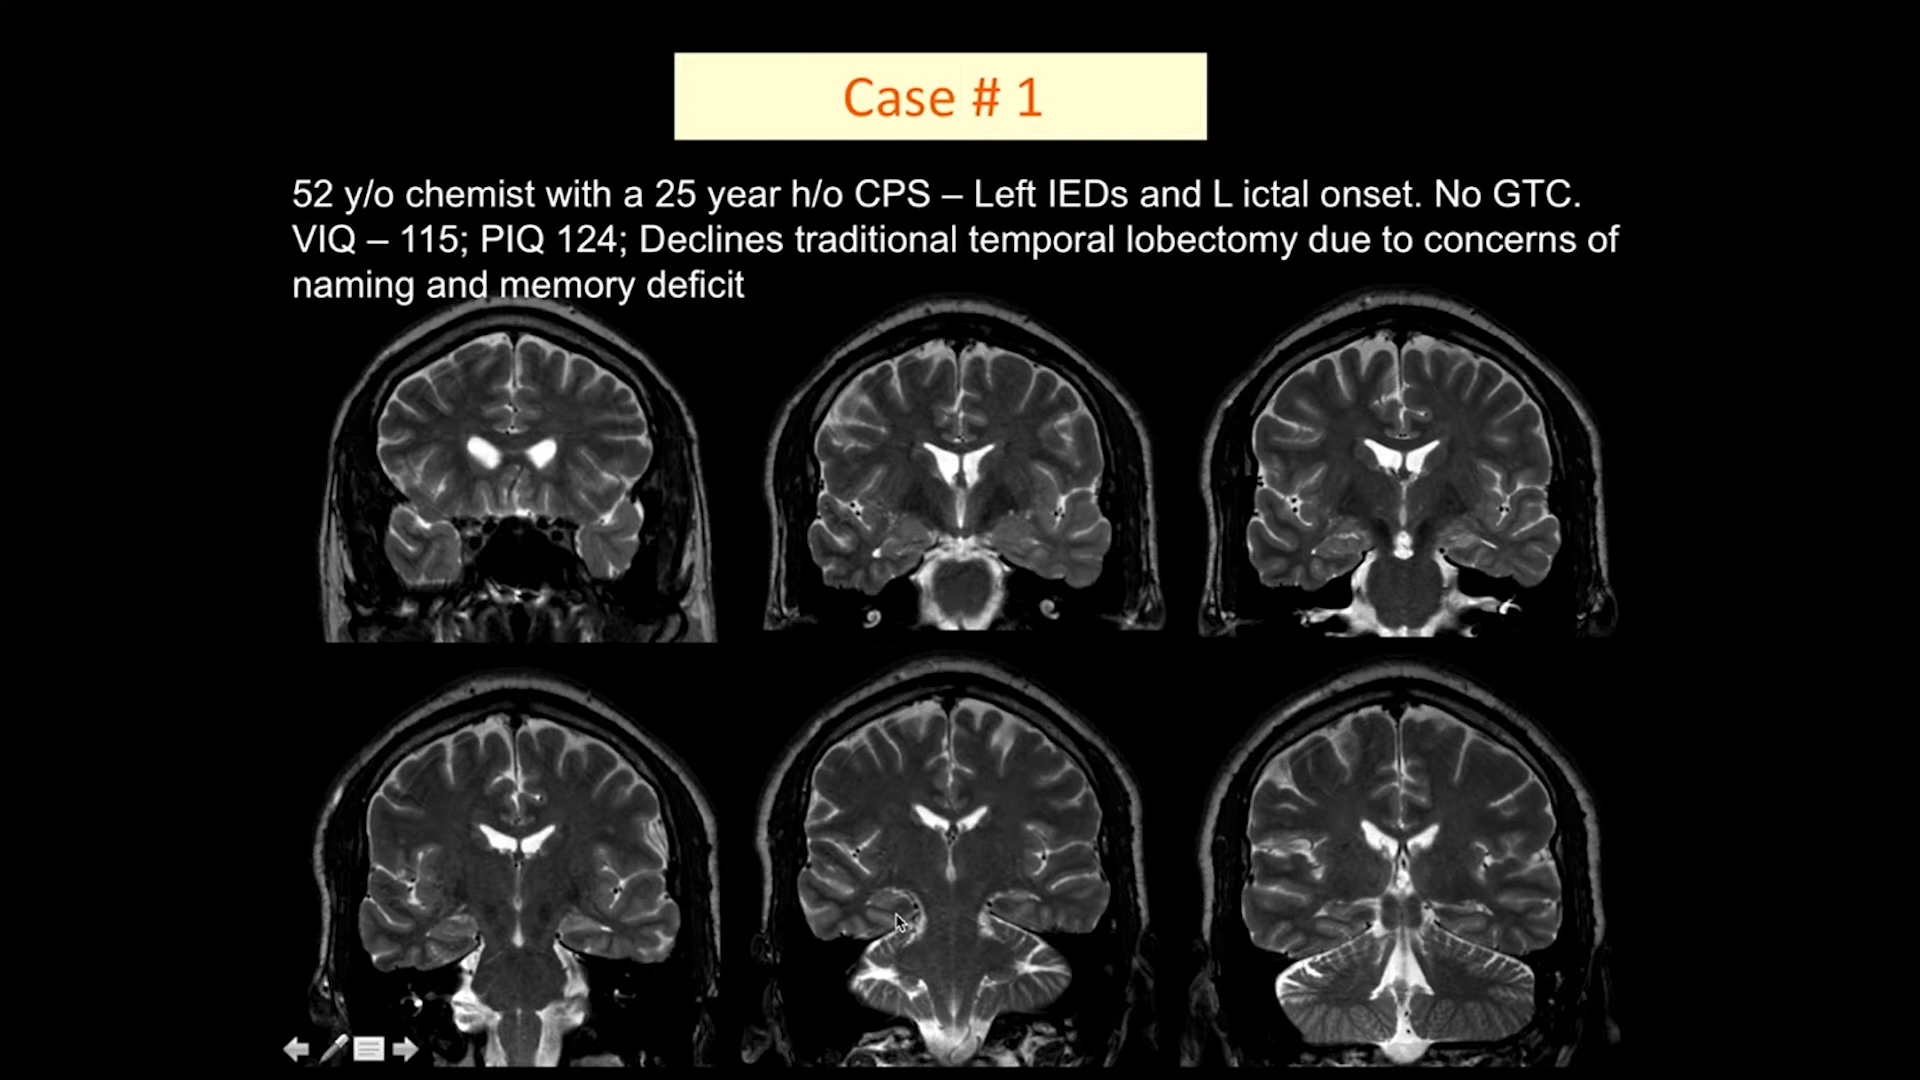 Case # 1
52 y/o chemist with a 25 year h/o CPS – Left IEDs and L ictal onset. No GTC.
VIQ – 115; PIQ 124; Declines traditional temporal lobectomy due to concerns of
naming and memory deficit